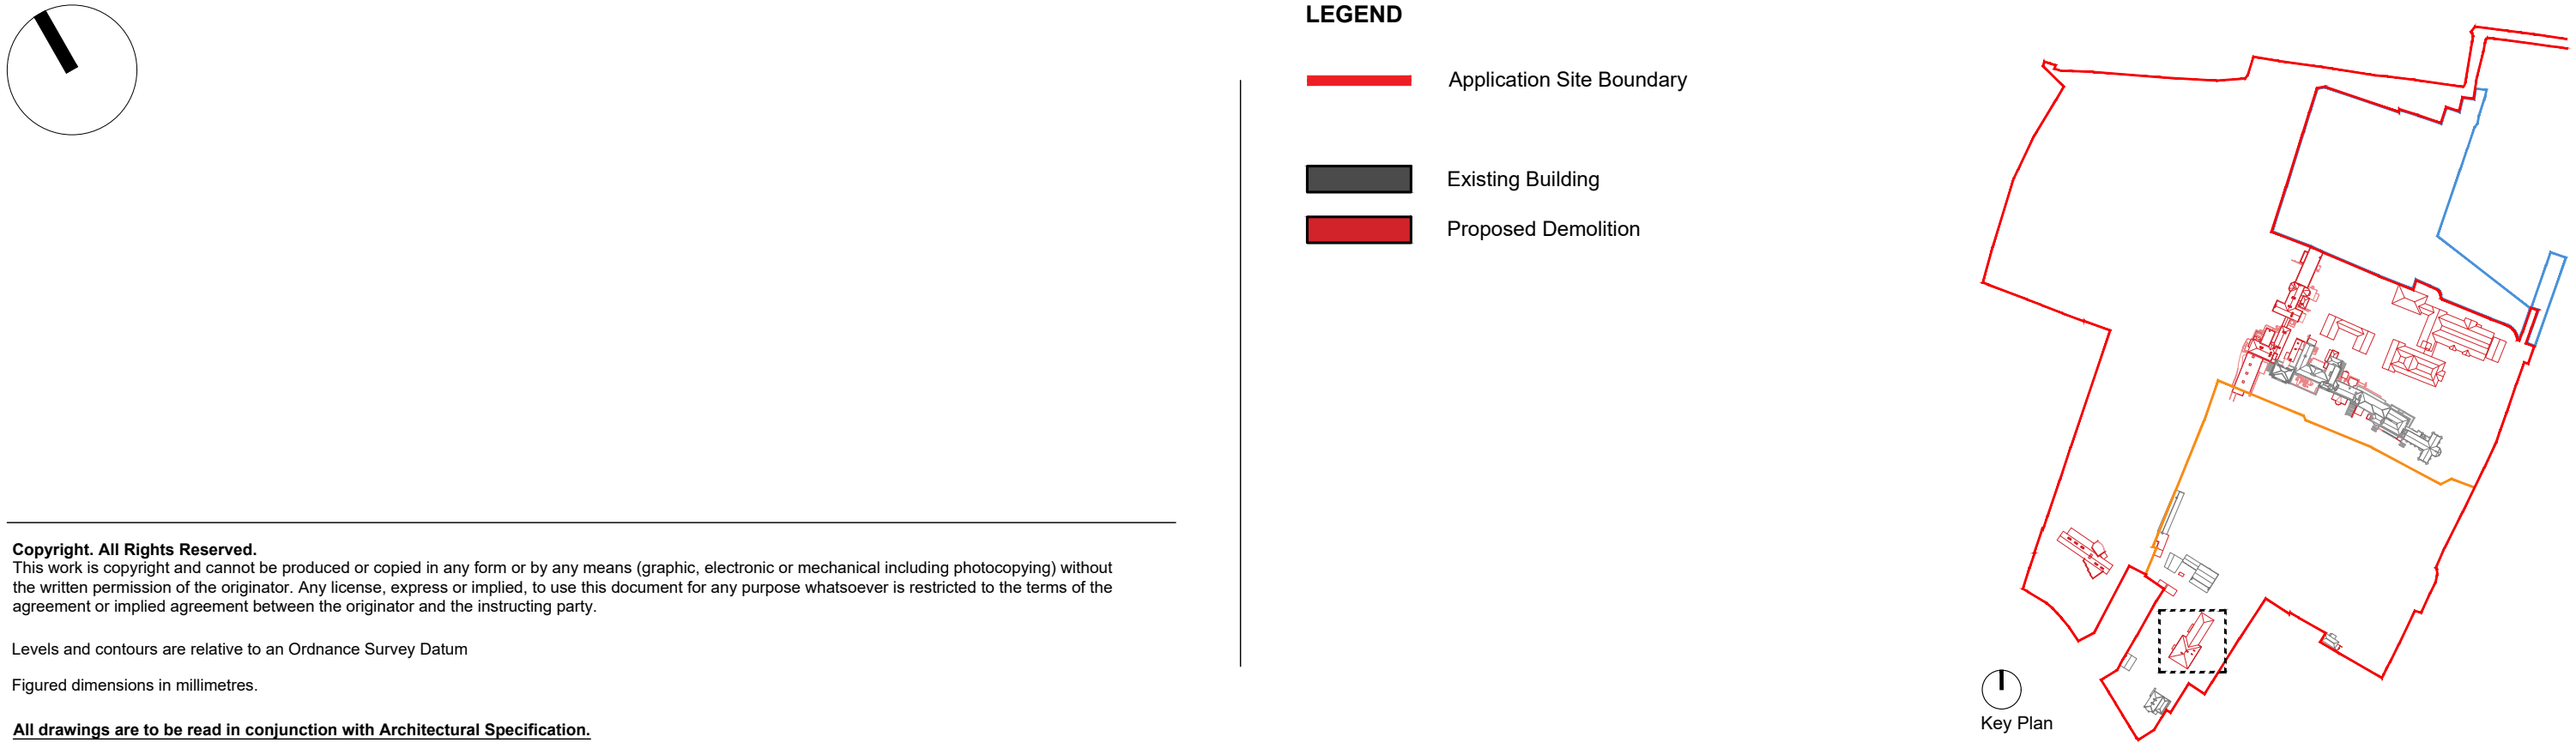 LEGEND
Application Site Boundary
Existing Building
Proposed Demolition
Copyright. All Rights Reserved.
This work is copyright and cannot be produced or copied in any form or by any means (graphic, electronic or mechanical including photocopying) without
the written permission of the originator. Any license, express or implied, to use this document for any purpose whatsoever is restricted to the terms of the
agreement or implied agreement between the originator and the instructing party.
Levels and contours are relative to an Ordnance Survey Datum
Figured dimensions in millimetres.
All drawings are to be read in conjunction with Architectural Specification.
Key Plan